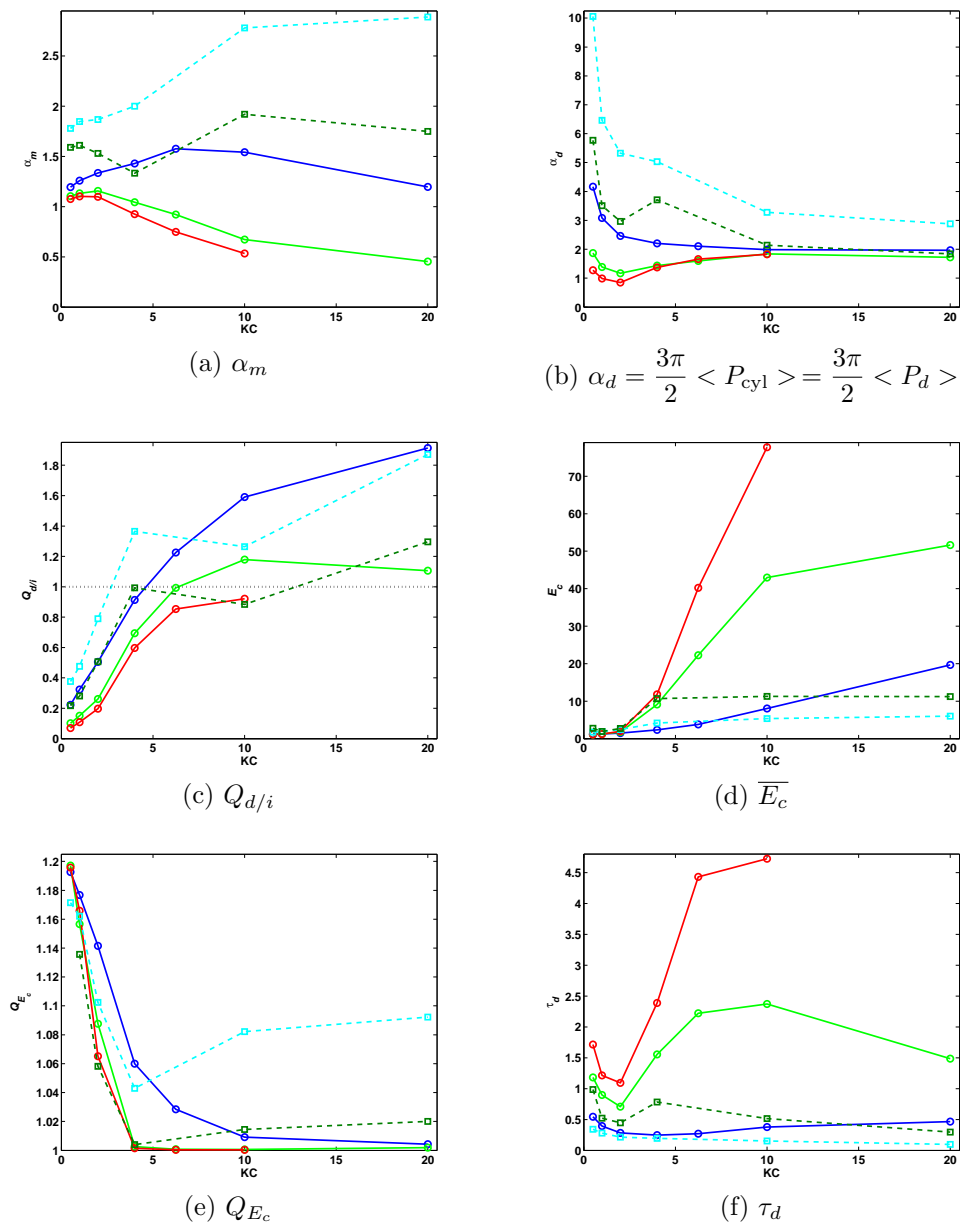 2.5
2
1.5
1
0.5
0
α_m
0 5 10 15 20
KC
(a) α_m
10
9
8
7
6
5
4
3
2
1
0
α_d
0 5 10 15 20
KC
(b) α_d = 3π/2 < P_cyl > = 3π/2 < P_d >
1.8
1.6
1.4
1.2
1
0.8
0.6
0.4
0.2
0
Q_d/i
0 5 10 15 20
KC
(c) Q_d/i
70
60
50
40
30
20
10
0
E_c
0 5 10 15 20
KC
(d) \overline{E_c}
1.2
1.18
1.16
1.14
1.12
1.1
1.08
1.06
1.04
1.02
1
Q_E_c
0 5 10 15 20
KC
(e) Q_E_c
4.5
4
3.5
3
2.5
2
1.5
1
0.5
0
τ_d
0 5 10 15 20
KC
(f) τ_d